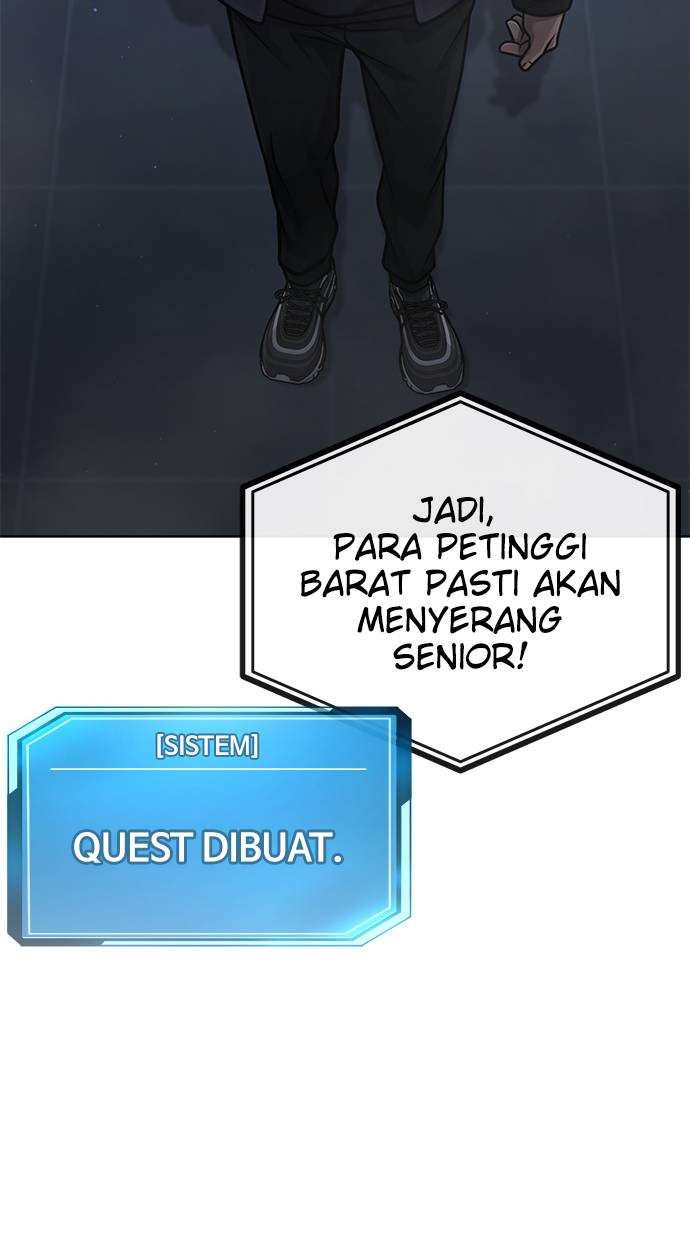 JADI,
PARA PETINGGI
BARAT PASTI AKAN
MENYERANG
SENIOR!
[SISTEM]
QUEST DIBUAT.